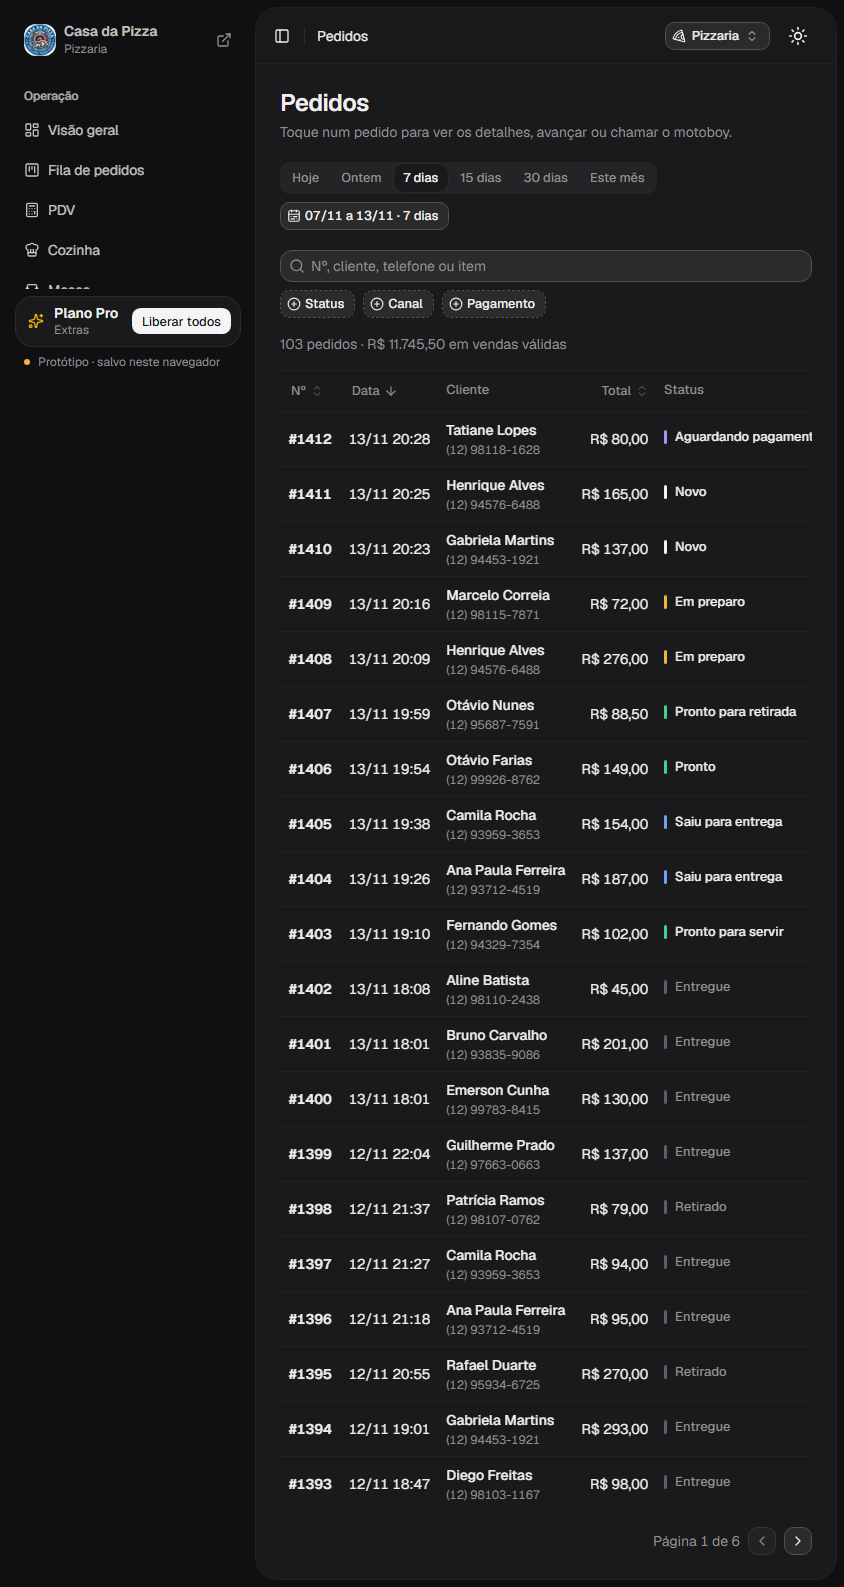 Casa da Pizza
Pizzaria
Operação
Visão geral
Fila de pedidos
PDV
Cozinha
Plano Pro
Extras
Liberar todos
Protótipo · salvo neste navegador
Pedidos
Pizzaria
Pedidos
Toque num pedido para ver os detalhes, avançar ou chamar o motoboy.
Hoje Ontem 7 dias 15 dias 30 dias Este mês
07/11 a 13/11 · 7 dias
Nº, cliente, telefone ou item
Status Canal Pagamento
103 pedidos · R$ 11.745,50 em vendas válidas
Nº Data Cliente Total Status
#1412 13/11 20:28 Tatiane Lopes R$ 80,00 Aguardando pagament
(12) 98118-1628
#1411 13/11 20:25 Henrique Alves R$ 165,00 Novo
(12) 94576-6488
#1410 13/11 20:23 Gabriela Martins R$ 137,00 Novo
(12) 94453-1921
#1409 13/11 20:16 Marcelo Correia R$ 72,00 Em preparo
(12) 98115-7871
#1408 13/11 20:09 Henrique Alves R$ 276,00 Em preparo
(12) 94576-6488
#1407 13/11 19:59 Otávio Nunes R$ 88,50 Pronto para retirada
(12) 95687-7591
#1406 13/11 19:54 Otávio Farias R$ 149,00 Pronto
(12) 99926-8762
#1405 13/11 19:38 Camila Rocha R$ 154,00 Saiu para entrega
(12) 93959-3653
#1404 13/11 19:26 Ana Paula Ferreira R$ 187,00 Saiu para entrega
(12) 93712-4519
#1403 13/11 19:10 Fernando Gomes R$ 102,00 Pronto para servir
(12) 94329-7354
#1402 13/11 18:08 Aline Batista R$ 45,00 Entregue
(12) 98110-2438
#1401 13/11 18:01 Bruno Carvalho R$ 201,00 Entregue
(12) 93835-9086
#1400 13/11 18:01 Emerson Cunha R$ 130,00 Entregue
(12) 99783-8415
#1399 12/11 22:04 Guilherme Prado R$ 137,00 Entregue
(12) 97663-0663
#1398 12/11 21:37 Patrícia Ramos R$ 79,00 Retirado
(12) 98107-0762
#1397 12/11 21:27 Camila Rocha R$ 94,00 Entregue
(12) 93959-3653
#1396 12/11 21:18 Ana Paula Ferreira R$ 95,00 Entregue
(12) 93712-4519
#1395 12/11 20:55 Rafael Duarte R$ 270,00 Retirado
(12) 95934-6725
#1394 12/11 19:01 Gabriela Martins R$ 293,00 Entregue
(12) 94453-1921
#1393 12/11 18:47 Diego Freitas R$ 98,00 Entregue
(12) 98103-1167
Página 1 de 6